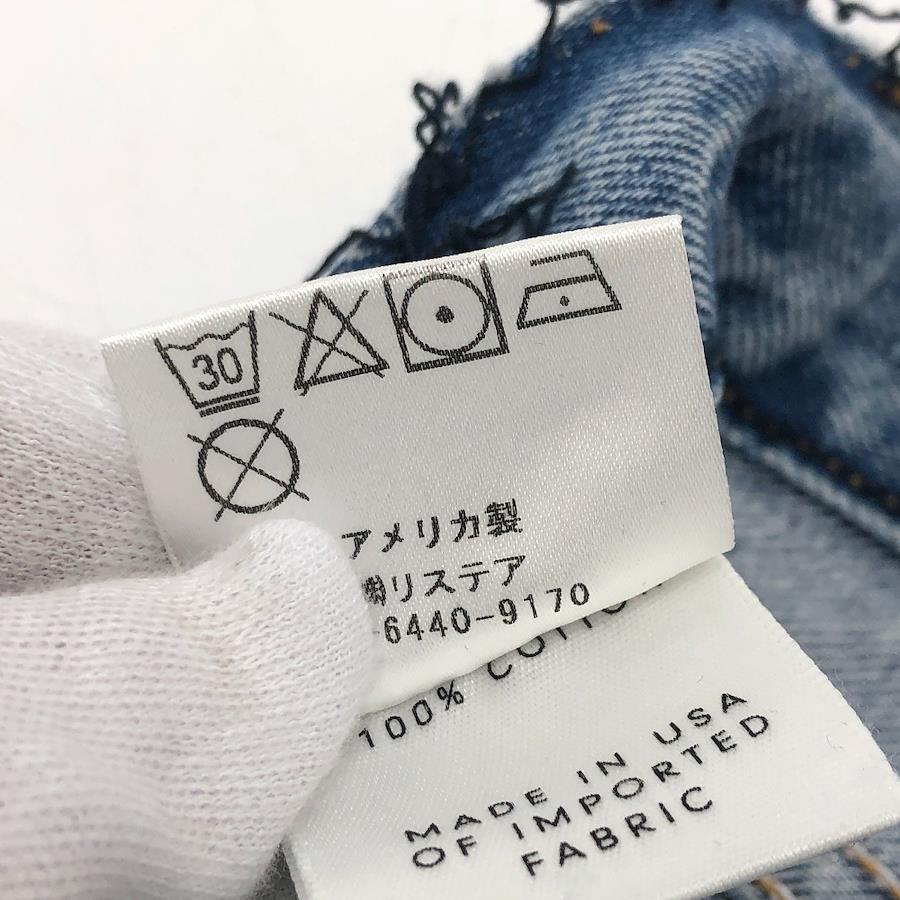 30
アメリカ製
㈱リステア
-6440-9170
100% COTTO
MADE IN USA
OF IMPORTED
FABRIC